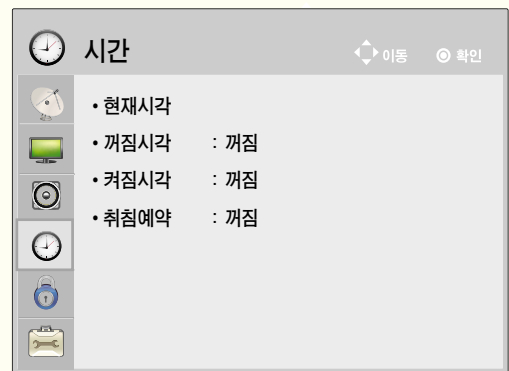 시간 이동 확인
• 현재시각
• 꺼짐시각 : 꺼짐
• 켜짐시각 : 꺼짐
• 취침예약 : 꺼짐